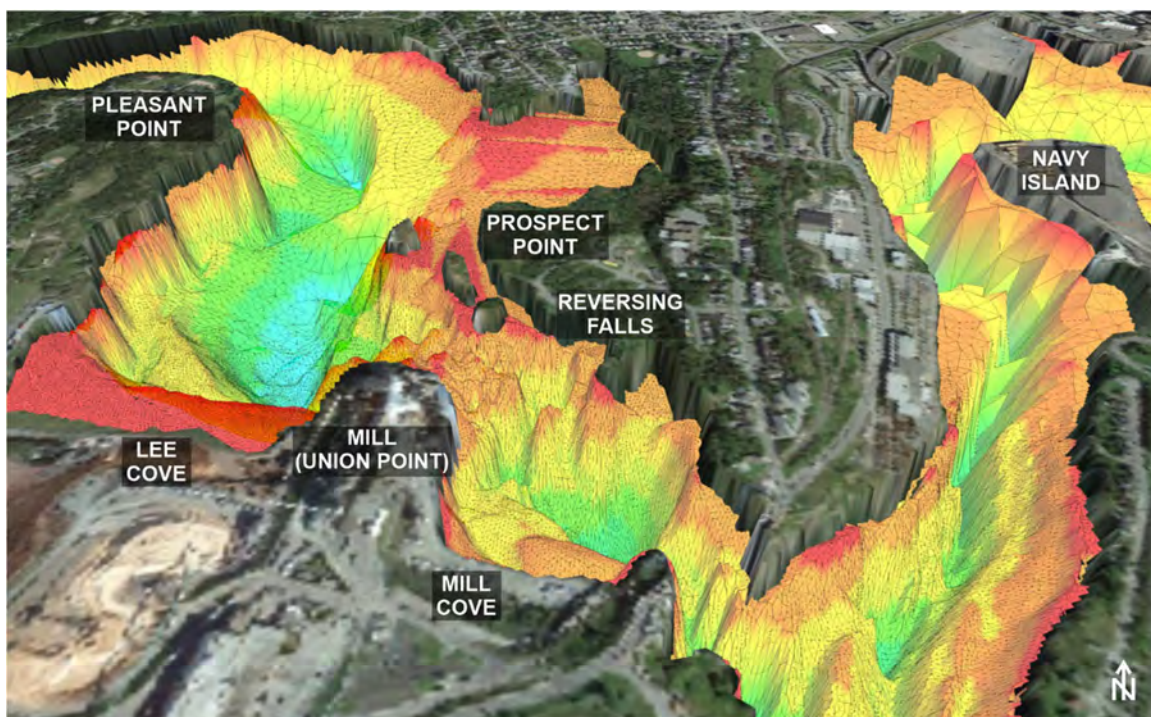 PLEASANT
POINT
NAVY
ISLAND
PROSPECT
POINT
REVERSING
FALLS
LEE
COVE
MILL
(UNION POINT)
MILL
COVE
N